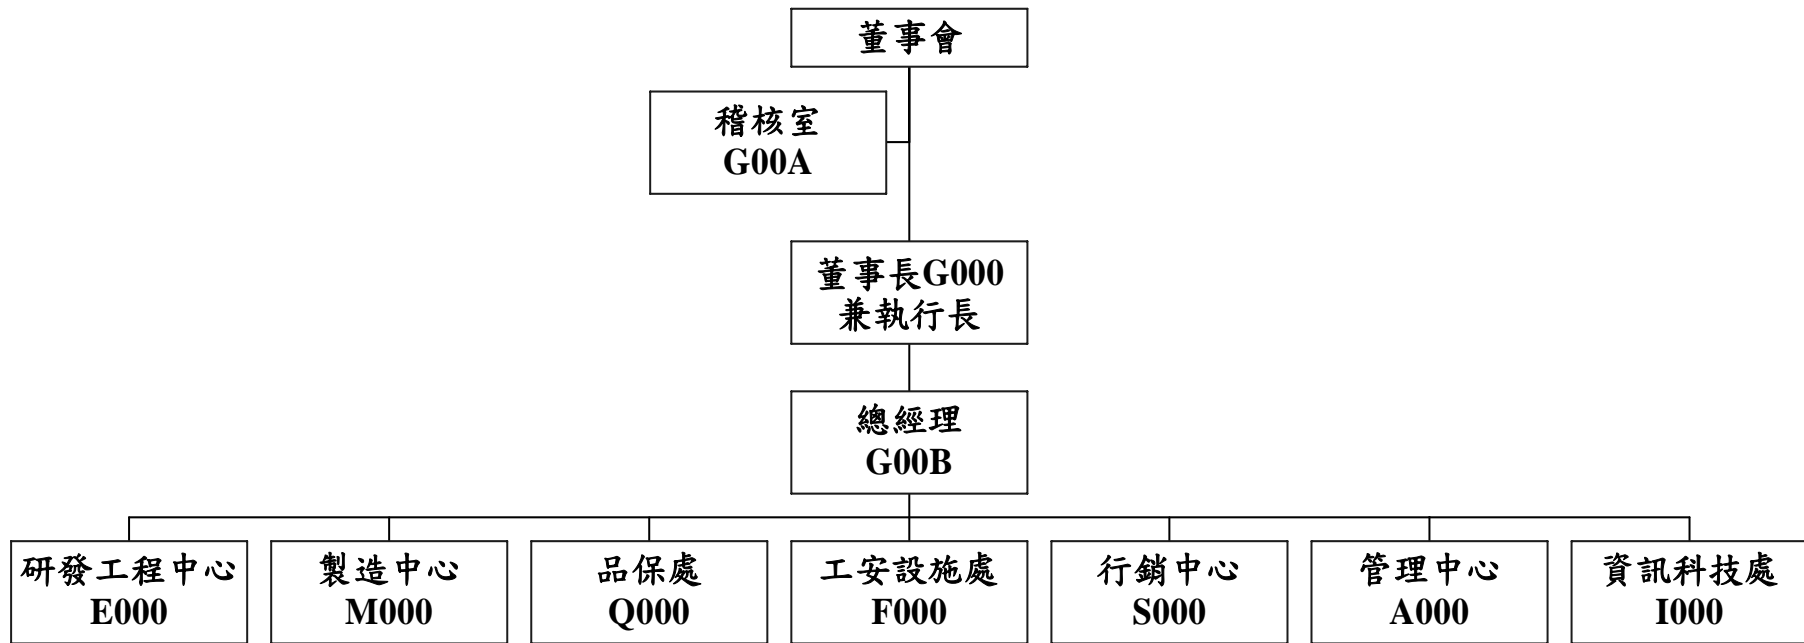 董事會
稽核室
G00A
董事長G000
兼執行長
總經理
G00B
研發工程中心
E000
製造中心
M000
品保處
Q000
工安設施處
F000
行銷中心
S000
管理中心
A000
資訊科技處
I000